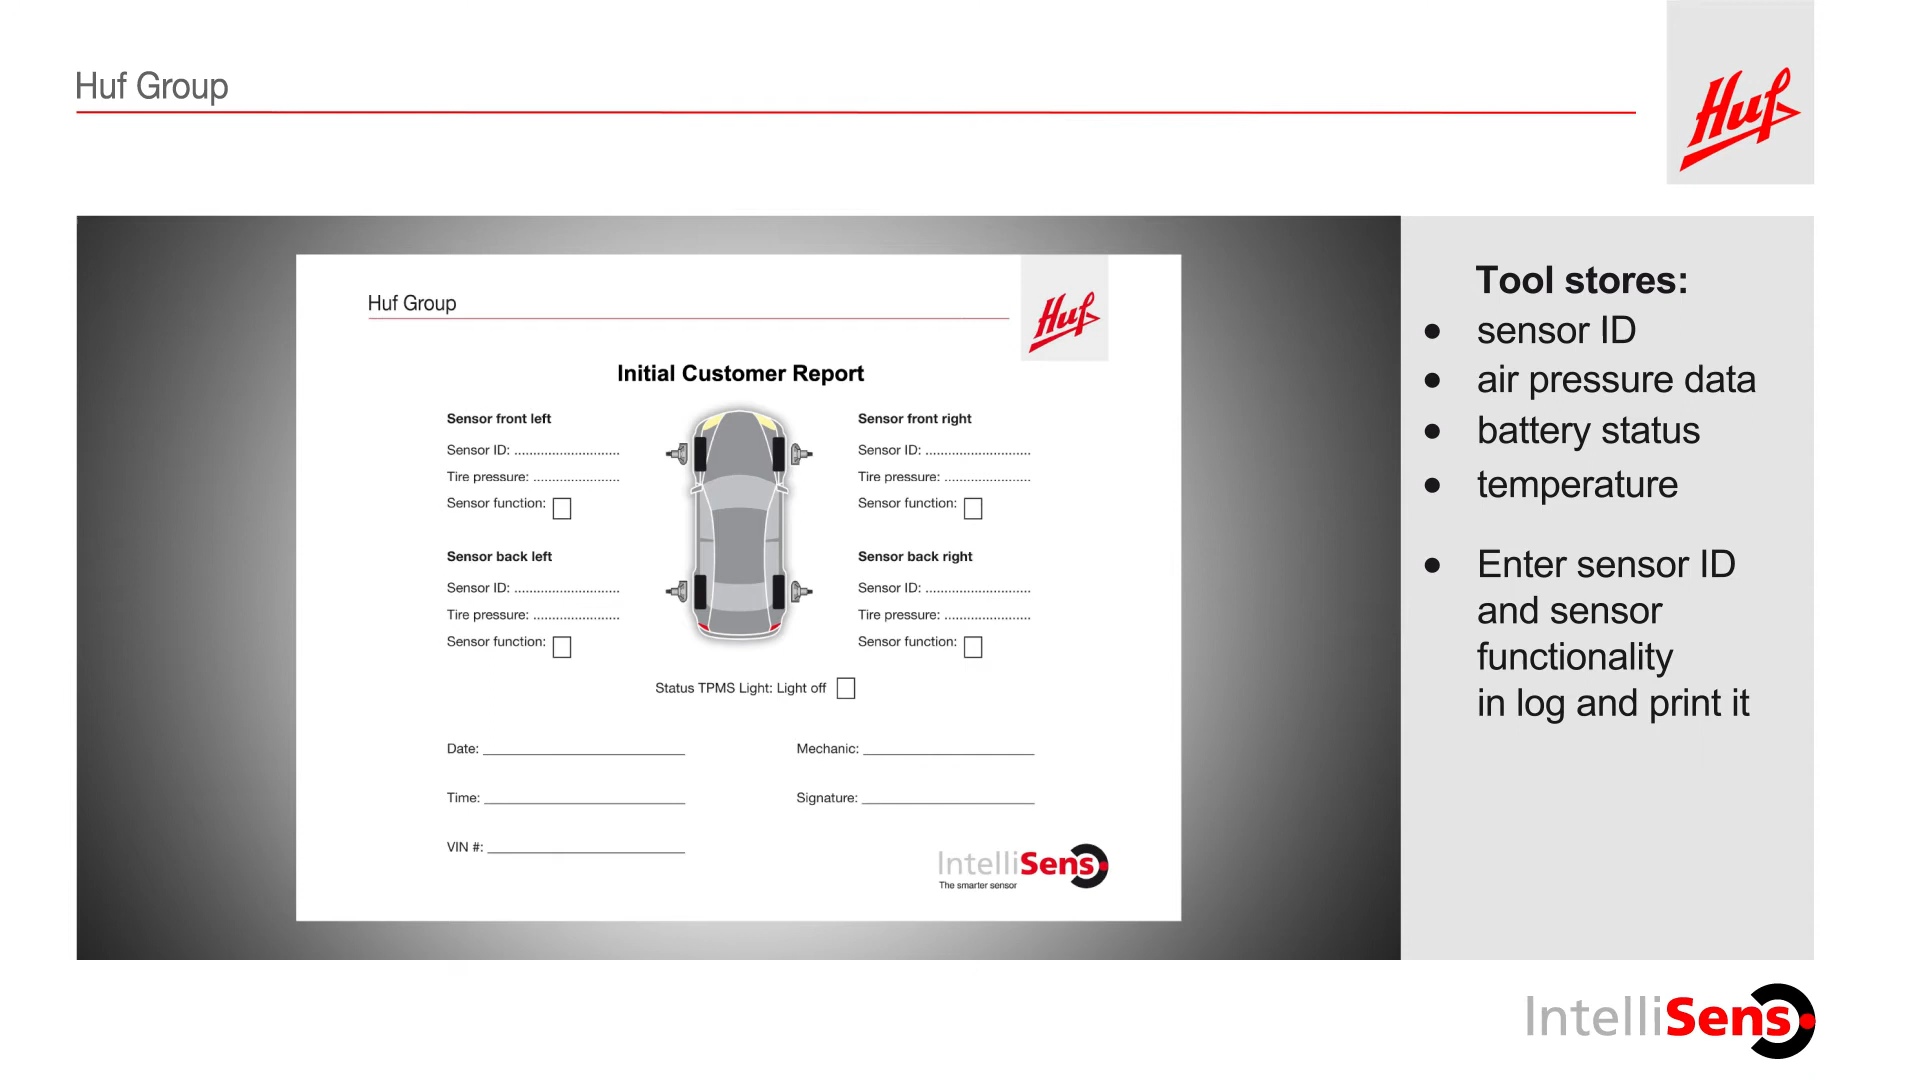 Huf Group
Huf
Huf Group
Huf
Initial Customer Report
Sensor front left
Sensor ID: ............................
Tire pressure: .......................
Sensor function:
Sensor front right
Sensor ID: ............................
Tire pressure: .......................
Sensor function:
Sensor back left
Sensor ID: ............................
Tire pressure: .......................
Sensor function:
Sensor back right
Sensor ID: ............................
Tire pressure: .......................
Sensor function:
Status TPMS Light: Light off
Date:
Mechanic:
Time:
Signature:
VIN #:
IntelliSens
The smarter sensor
Tool stores:
• sensor ID
• air pressure data
• battery status
• temperature
• Enter sensor ID
and sensor
functionality
in log and print it
IntelliSens